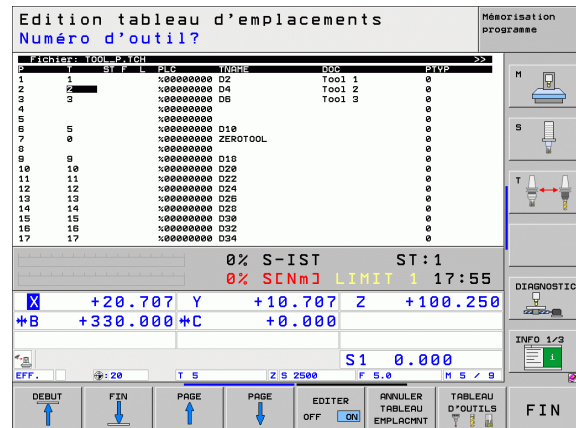 Edition tableau d'emplacements
Numéro d'outil?
Mémorisation
programme
Fichier: TOOL_P.TCH >>
P T ST F L PLC TNAME DOC PTYP
1 1 %00000000 D2 Tool 1 0
2 2 %00000000 D4 Tool 2 0
3 3 %00000000 D6 Tool 3 0
4 %00000000 0
5 %00000000 0
6 5 %00000000 D10 0
7 0 %00000000 ZEROTOOL 0
8 %00000000 0
9 9 %00000000 D18 0
10 10 %00000000 D20 0
11 11 %00000000 D22 0
12 12 %00000000 D24 0
13 13 %00000000 D26 0
14 14 %00000000 D28 0
15 15 %00000000 D30 0
16 16 %00000000 D32 0
17 17 %00000000 D34 0
0% S-IST ST:1
0% S[Nm] LIMIT 1 17:55
X +20.707 Y +10.707 Z +100.250
B +330.000 C +0.000
S1 0.000
EFF. :20 T 5 Z S 2500 F 5.0 M 5 / 9
M
S
T
DIAGNOSTIC
INFO 1/3
DEBUT
FIN
PAGE
PAGE
EDITER
OFF ON
ANNULER
TABLEAU
EMPLACMNT
TABLEAU
D'OUTILS
FIN